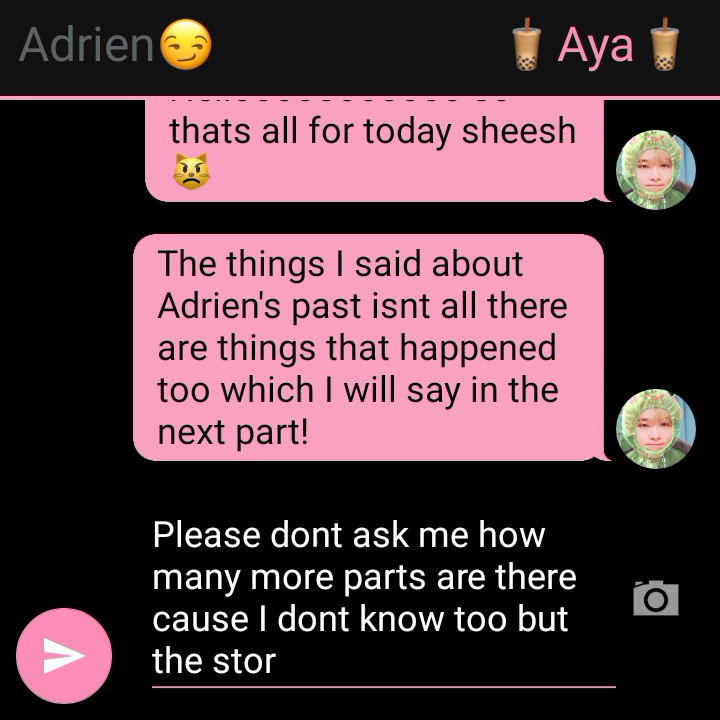 Adrien😏 🧋 Aya 🧋
thats all for today sheesh
😾
The things I said about
Adrien's past isnt all there
are things that happened
too which I will say in the
next part!
Please dont ask me how
many more parts are there
cause I dont know too but
the stor